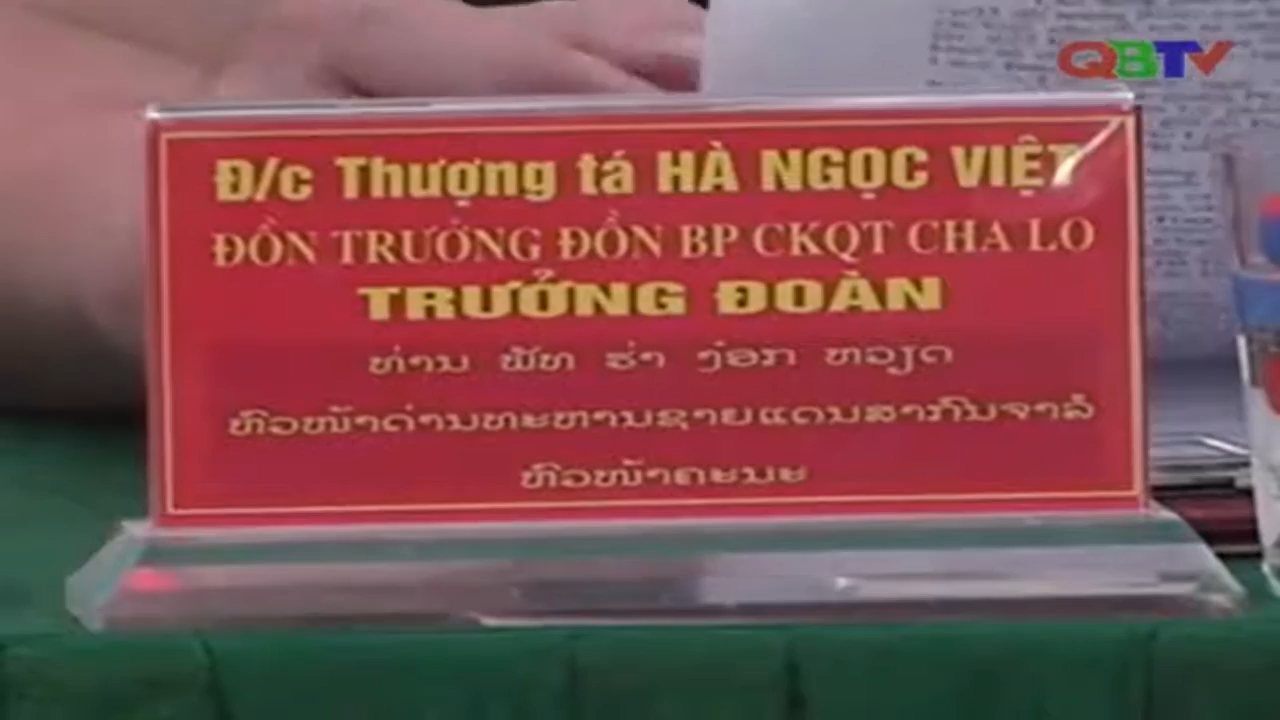 QBTV
Đ/c Thượng tá HÀ NGỌC VIỆT
ĐỒN TRƯỞNG ĐỒN BP CKQT CHA LO
TRƯỞNG ĐOÀN
ທ່ານ ພັທ ຮ່າ ງ໋ອກ ຫວຽດ
ຫົວໜ້າດ່ານທະຫານຊາຍແດນສາກົນຈາລໍ
ຫົວໜ້າຄະນະ